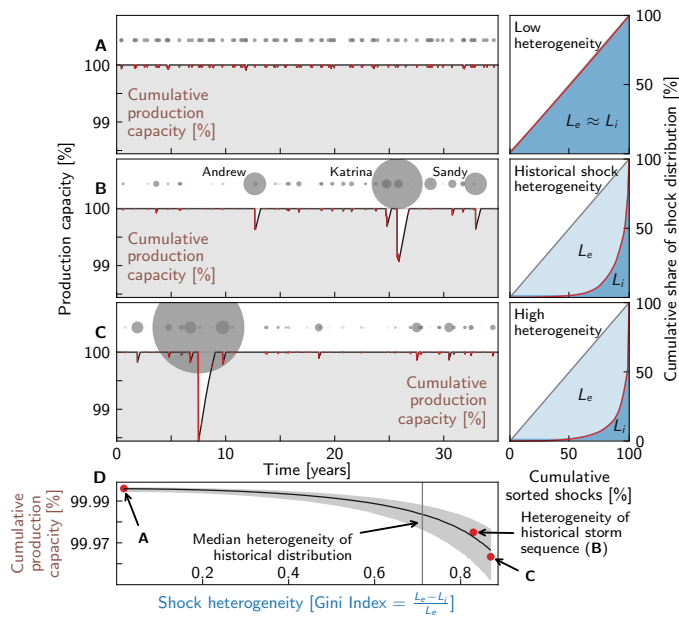 A
Low
heterogeneity
100
99
Cumulative
production
capacity [%]
L_e ≈ L_i
100
50
Production capacity [%]
Cumulative share of shock distribution [%]
B
Andrew
Katrina
Sandy
Historical shock
heterogeneity
100
99
Cumulative
production
capacity [%]
L_e
L_i
100
50
0
C
High
heterogeneity
100
99
Cumulative
production
capacity [%]
L_e
L_i
100
50
0
0
10
20
30
Time [years]
0
50
100
Cumulative
sorted shocks [%]
D
Cumulative
production
capacity [%]
99.99
99.97
A
Median heterogeneity of
historical distribution
Heterogeneity of
historical storm
sequence (B)
C
0.2
0.4
0.6
0.8
Shock heterogeneity [Gini Index = (L_e − L_i)/L_e]